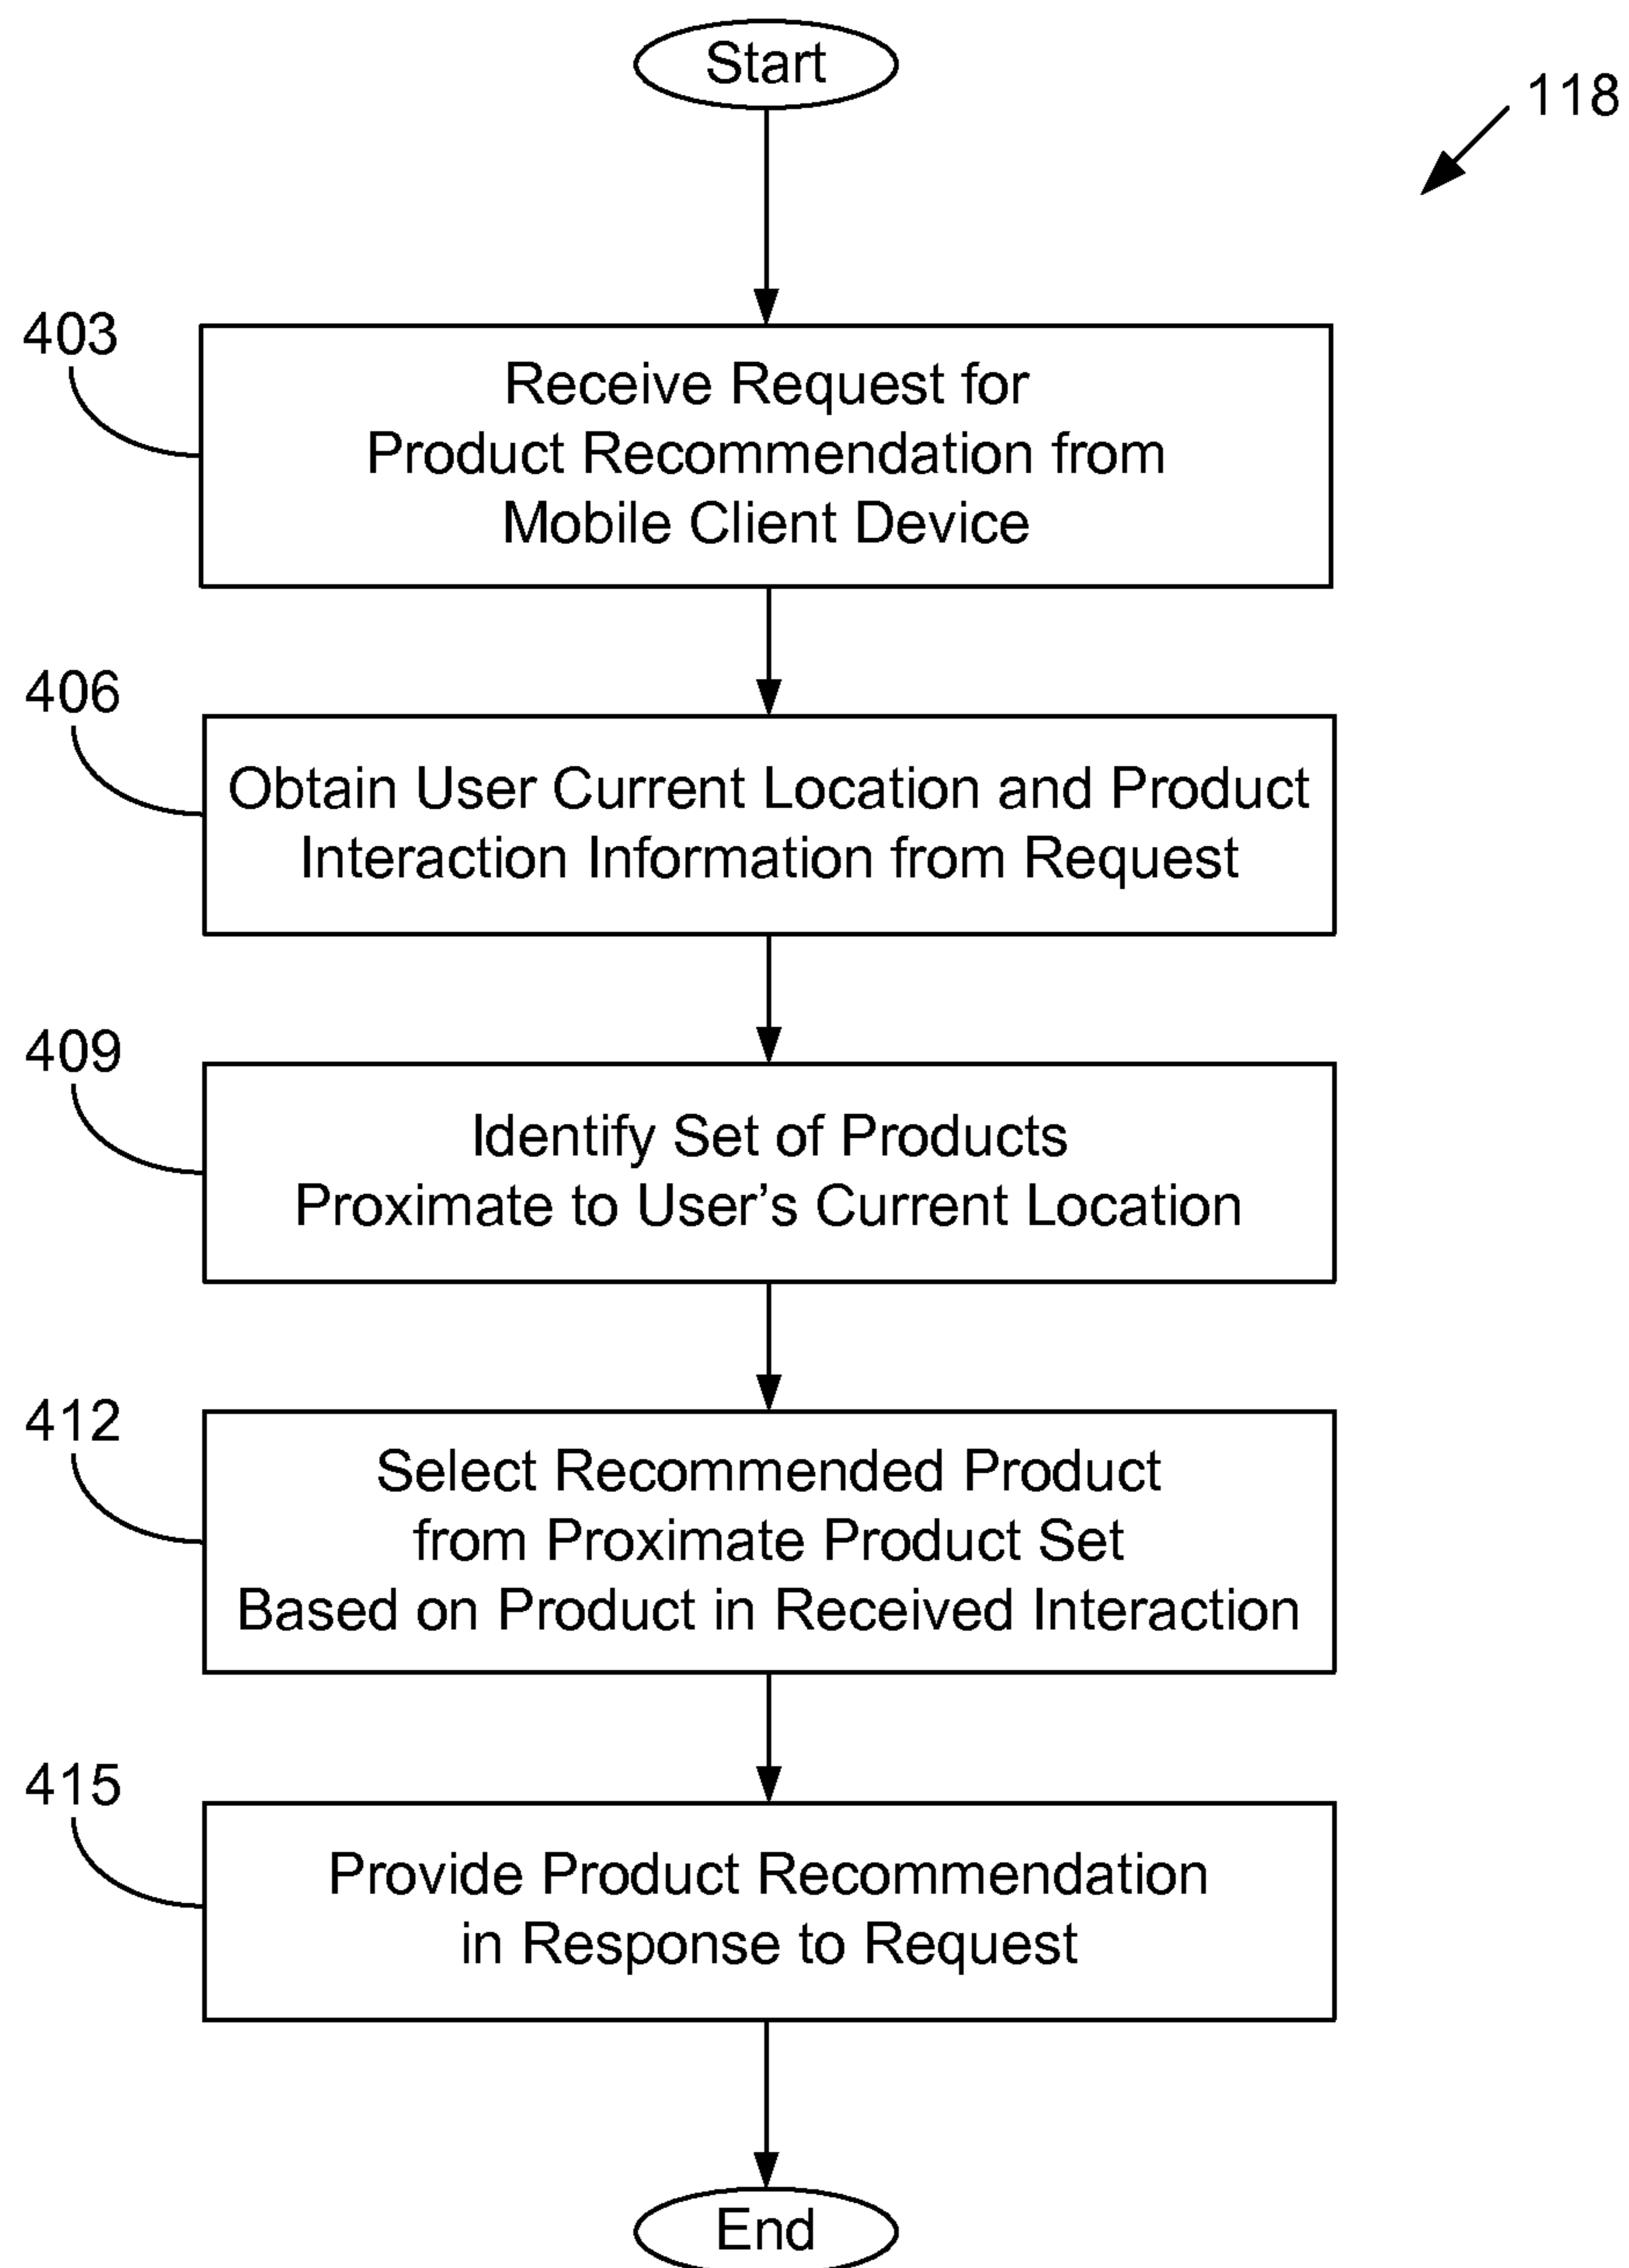 Start
118
403
Receive Request for
Product Recommendation from
Mobile Client Device
406
Obtain User Current Location and Product
Interaction Information from Request
409
Identify Set of Products
Proximate to User’s Current Location
412
Select Recommended Product
from Proximate Product Set
Based on Product in Received Interaction
415
Provide Product Recommendation
in Response to Request
End